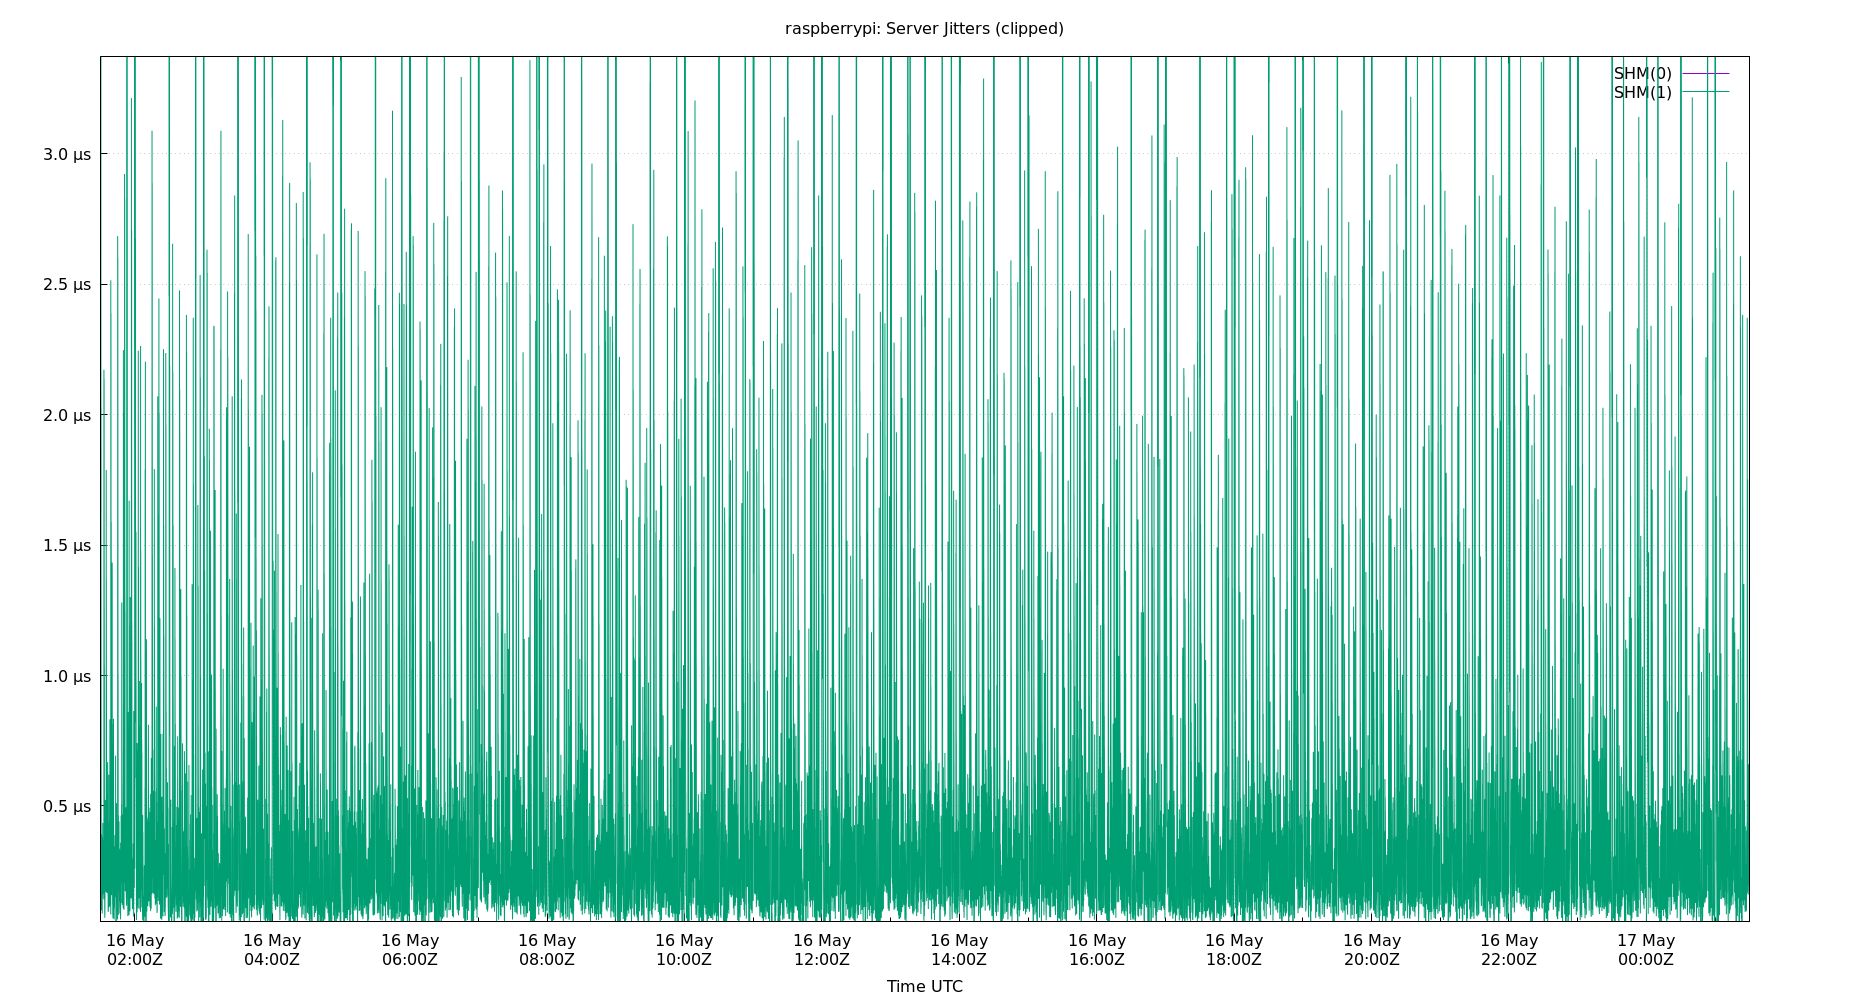 raspberrypi: Server Jitters (clipped)
SHM(0)
SHM(1)
3.0 µs
2.5 µs
2.0 µs
1.5 µs
1.0 µs
0.5 µs
16 May 16 May 16 May 16 May 16 May 16 May 16 May 16 May 16 May 16 May 16 May 17 May
02:00Z 04:00Z 06:00Z 08:00Z 10:00Z 12:00Z 14:00Z 16:00Z 18:00Z 20:00Z 22:00Z 00:00Z
Time UTC